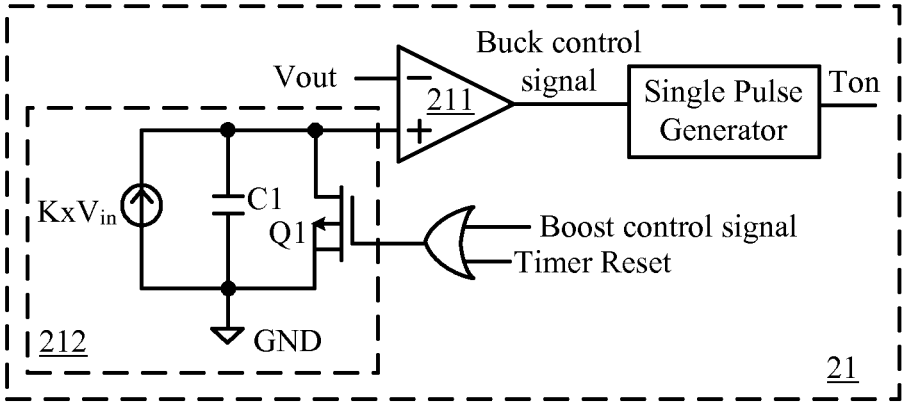 Buck control
signal
Vout
−
211
+
Single Pulse
Generator
Ton
KxVin
C1
Q1
Boost control signal
Timer Reset
GND
212
21